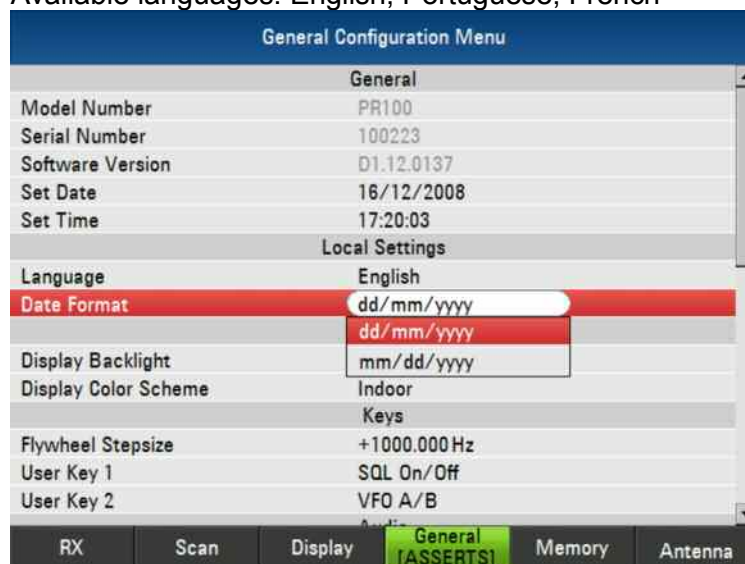 Available languages: English, Portuguese, French
General Configuration Menu
General
Model Number PR100
Serial Number 100223
Software Version D1.12.0137
Set Date 16/12/2008
Set Time 17:20:03
Local Settings
Language English
Date Format dd/mm/yyyy
dd/mm/yyyy
Display Backlight mm/dd/yyyy
Display Color Scheme Indoor
Keys
Flywheel Stepsize +1000.000 Hz
User Key 1 SQL On/Off
User Key 2 VFO A/B
Audio
RX Scan Display General [ASSERTS] Memory Antenna